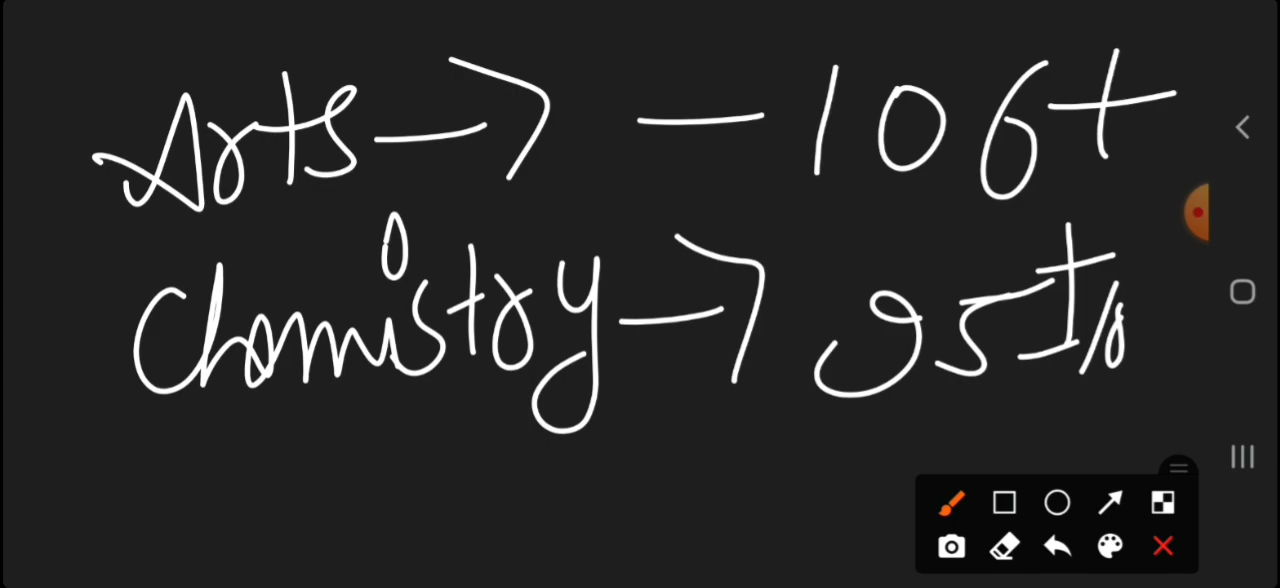 Arts → - 106+
Chemistry → 95+